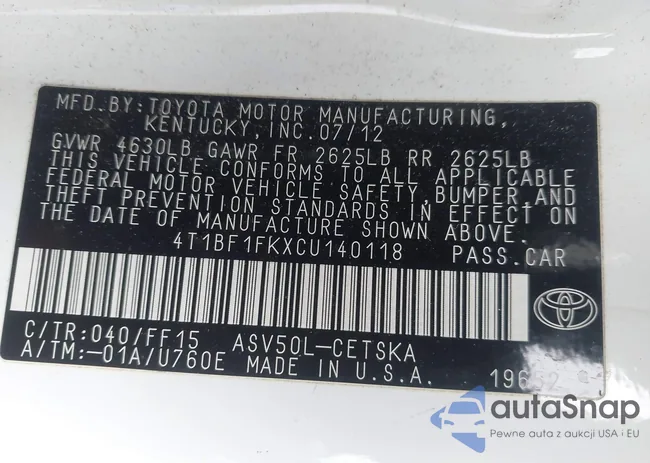 MFD.BY:TOYOTA MOTOR MANUFACTURING,
KENTUCKY,INC.07/12
GVWR 4630LB GAWR FR 2625LB RR 2625LB
THIS VEHICLE CONFORMS TO ALL APPLICABLE
FEDERAL MOTOR VEHICLE SAFETY,BUMPER,AND
THEFT PREVENTION STANDARDS IN EFFECT ON
THE DATE OF MANUFACTURE SHOWN ABOVE.
4T1BF1FKXCU140118 PASS.CAR
C/TR:040/FF15 ASV50L-CETSKA
A/TM:-01A/U760E MADE IN U.S.A.
autaSnap
Pewne auta z aukcji USA i EU